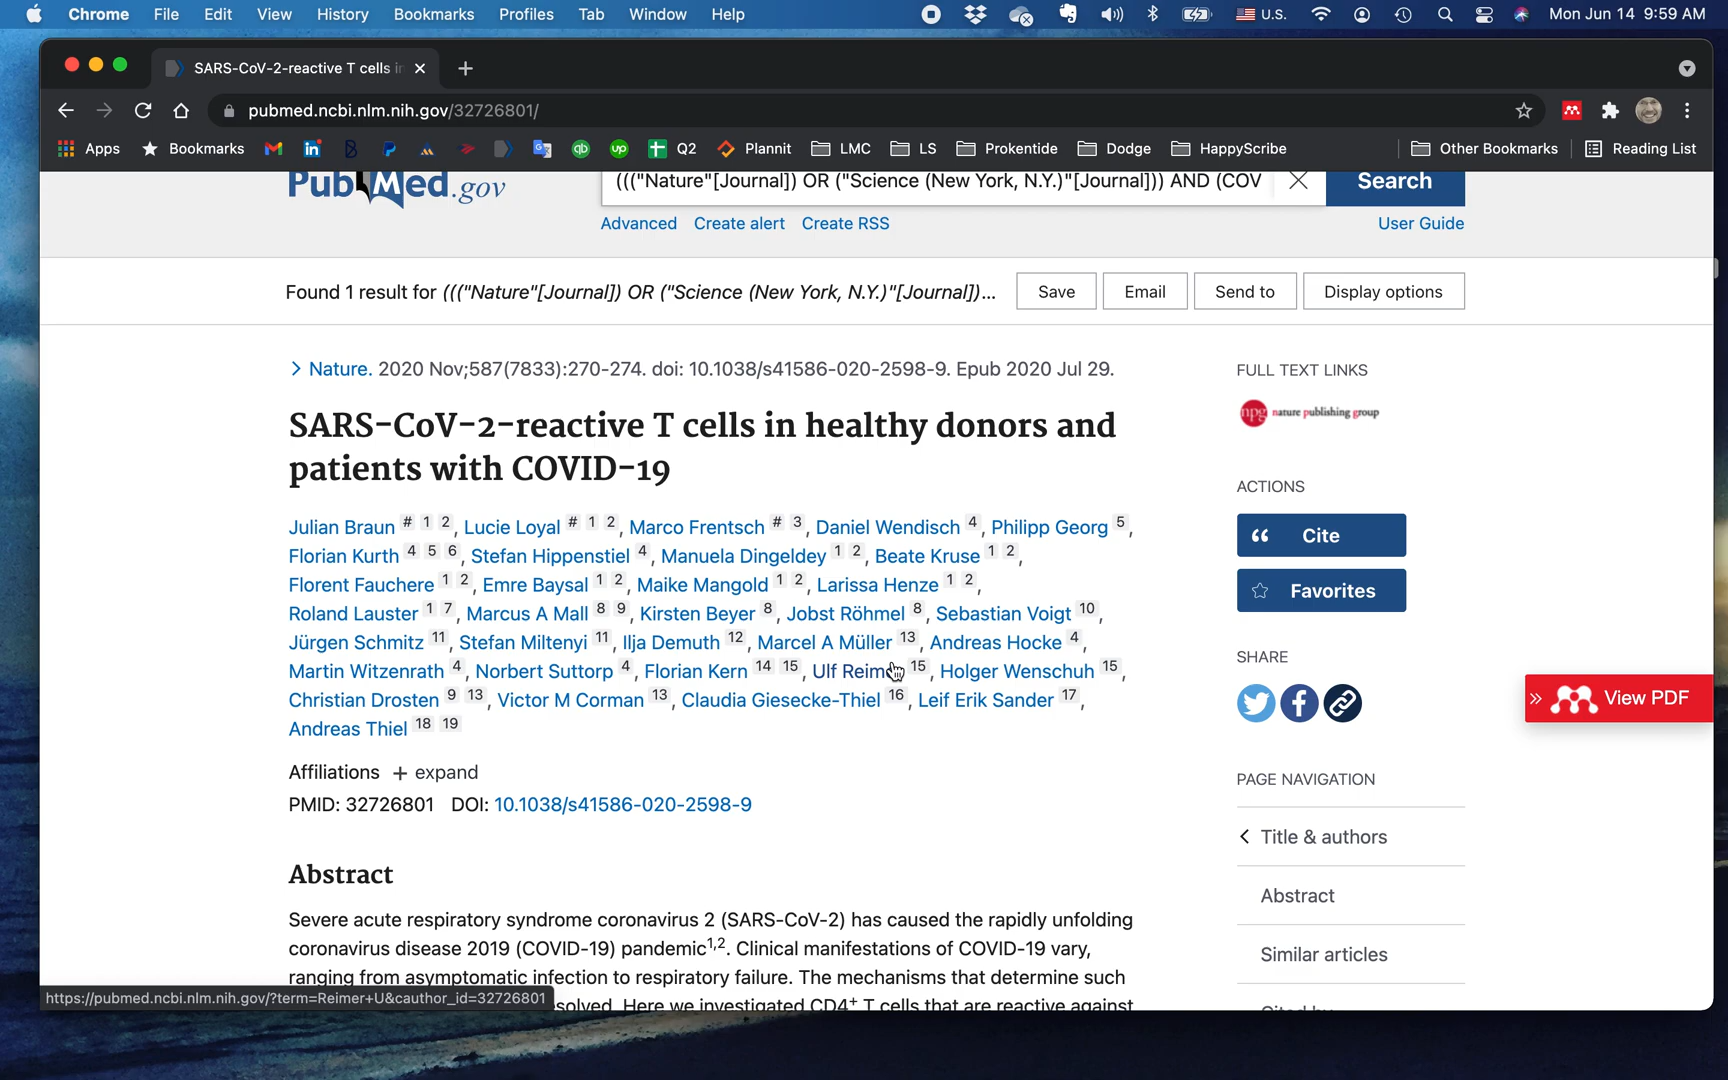 Chrome File Edit View History Bookmarks Profiles Tab Window Help U.S. Mon Jun 14 9:59 AM
SARS-CoV-2-reactive T cells in
pubmed.ncbi.nlm.nih.gov/32726801/
Apps Bookmarks Q2 Plannit LMC LS Prokentide Dodge HappyScribe Other Bookmarks Reading List
PubMed.gov
((("Nature"[Journal]) OR ("Science (New York, N.Y.)"[Journal])) AND (COV
Search
Advanced Create alert Create RSS User Guide
Found 1 result for ((("Nature"[Journal]) OR ("Science (New York, N.Y.)"[Journal])...
Save Email Send to Display options
> Nature. 2020 Nov;587(7833):270-274. doi: 10.1038/s41586-020-2598-9. Epub 2020 Jul 29.
SARS-CoV-2-reactive T cells in healthy donors and
patients with COVID-19
Julian Braun # 1 2, Lucie Loyal # 1 2, Marco Frentsch # 3, Daniel Wendisch 4, Philipp Georg 5,
Florian Kurth 4 5 6, Stefan Hippenstiel 4, Manuela Dingeldey 1 2, Beate Kruse 1 2,
Florent Fauchere 1 2, Emre Baysal 1 2, Maike Mangold 1 2, Larissa Henze 1 2,
Roland Lauster 1 7, Marcus A Mall 8 9, Kirsten Beyer 8, Jobst Röhmel 8, Sebastian Voigt 10,
Jürgen Schmitz 11, Stefan Miltenyi 11, Ilja Demuth 12, Marcel A Müller 13, Andreas Hocke 4,
Martin Witzenrath 4, Norbert Suttorp 4, Florian Kern 14 15, Ulf Reimer 15, Holger Wenschuh 15,
Christian Drosten 9 13, Victor M Corman 13, Claudia Giesecke-Thiel 16, Leif Erik Sander 17,
Andreas Thiel 18 19
Affiliations + expand
PMID: 32726801 DOI: 10.1038/s41586-020-2598-9
Abstract
Severe acute respiratory syndrome coronavirus 2 (SARS-CoV-2) has caused the rapidly unfolding
coronavirus disease 2019 (COVID-19) pandemic1,2. Clinical manifestations of COVID-19 vary,
ranging from asymptomatic infection to respiratory failure. The mechanisms that determine such
solved. Here we investigated CD4+ T cells that are reactive against
https://pubmed.ncbi.nlm.nih.gov/?term=Reimer+U&cauthor_id=32726801
FULL TEXT LINKS
npg nature publishing group
ACTIONS
Cite
Favorites
SHARE
PAGE NAVIGATION
Title & authors
Abstract
Similar articles
Cited by
View PDF